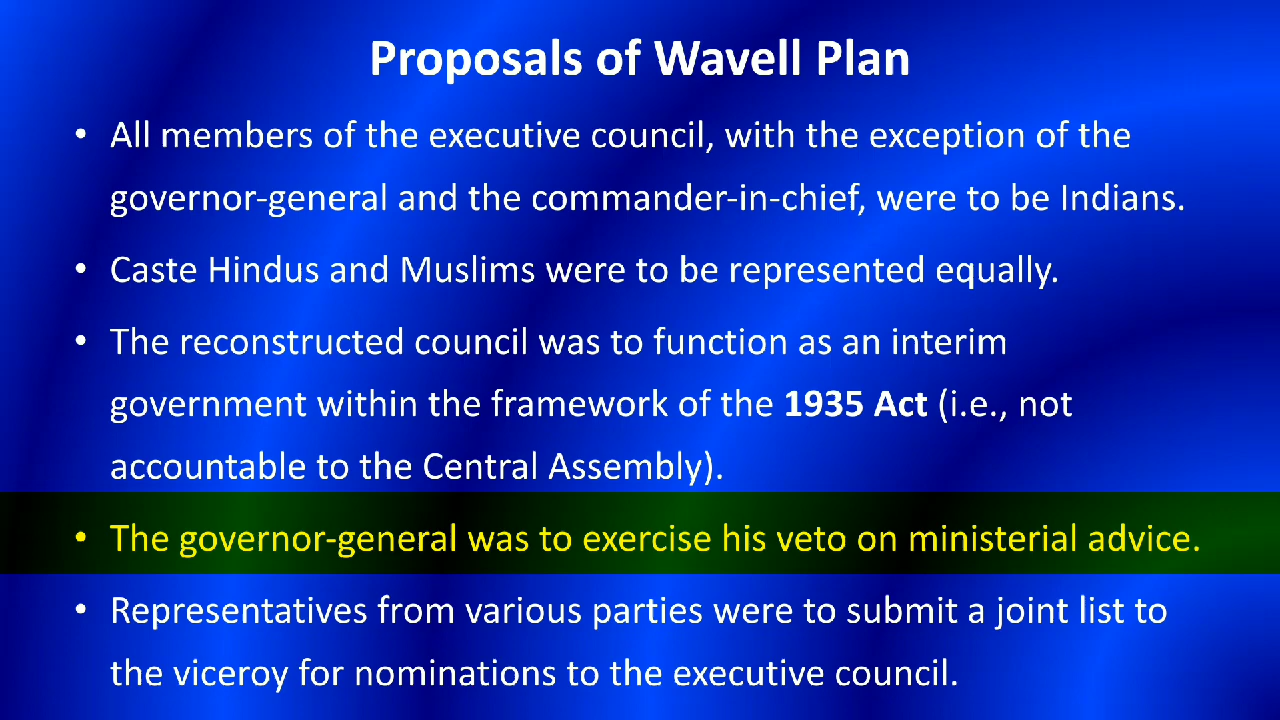 Proposals of Wavell Plan
• All members of the executive council, with the exception of the
governor-general and the commander-in-chief, were to be Indians.
• Caste Hindus and Muslims were to be represented equally.
• The reconstructed council was to function as an interim
government within the framework of the 1935 Act (i.e., not
accountable to the Central Assembly).
• The governor-general was to exercise his veto on ministerial advice.
• Representatives from various parties were to submit a joint list to
the viceroy for nominations to the executive council.